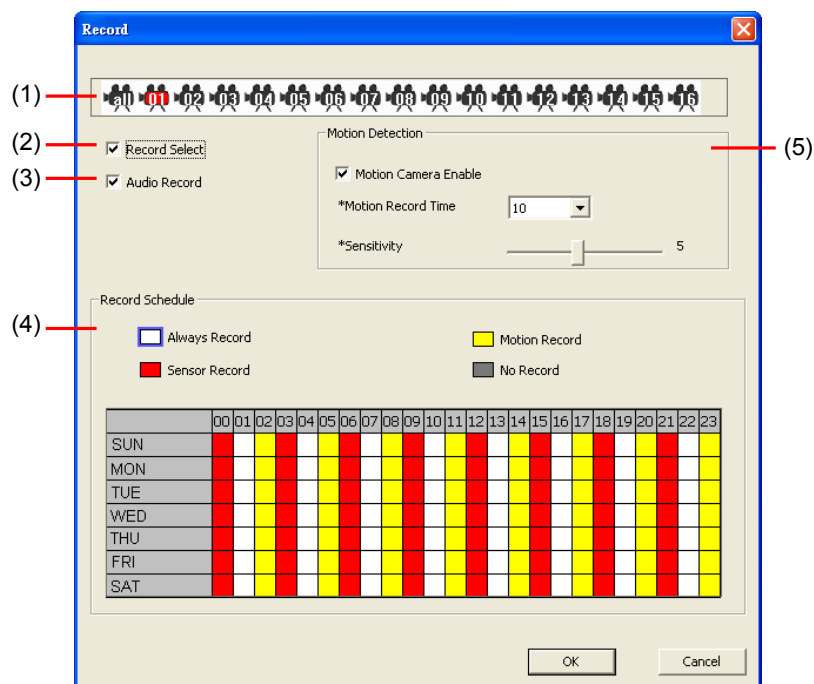 Record
(1)
all 01 02 03 04 05 06 07 08 09 10 11 12 13 14 15 16
(2)
Record Select
(3)
Audio Record
Motion Detection
(5)
Motion Camera Enable
*Motion Record Time 10
*Sensitivity 5
Record Schedule
(4)
Always Record
Motion Record
Sensor Record
No Record
00 01 02 03 04 05 06 07 08 09 10 11 12 13 14 15 16 17 18 19 20 21 22 23
SUN
MON
TUE
WED
THU
FRI
SAT
OK
Cancel